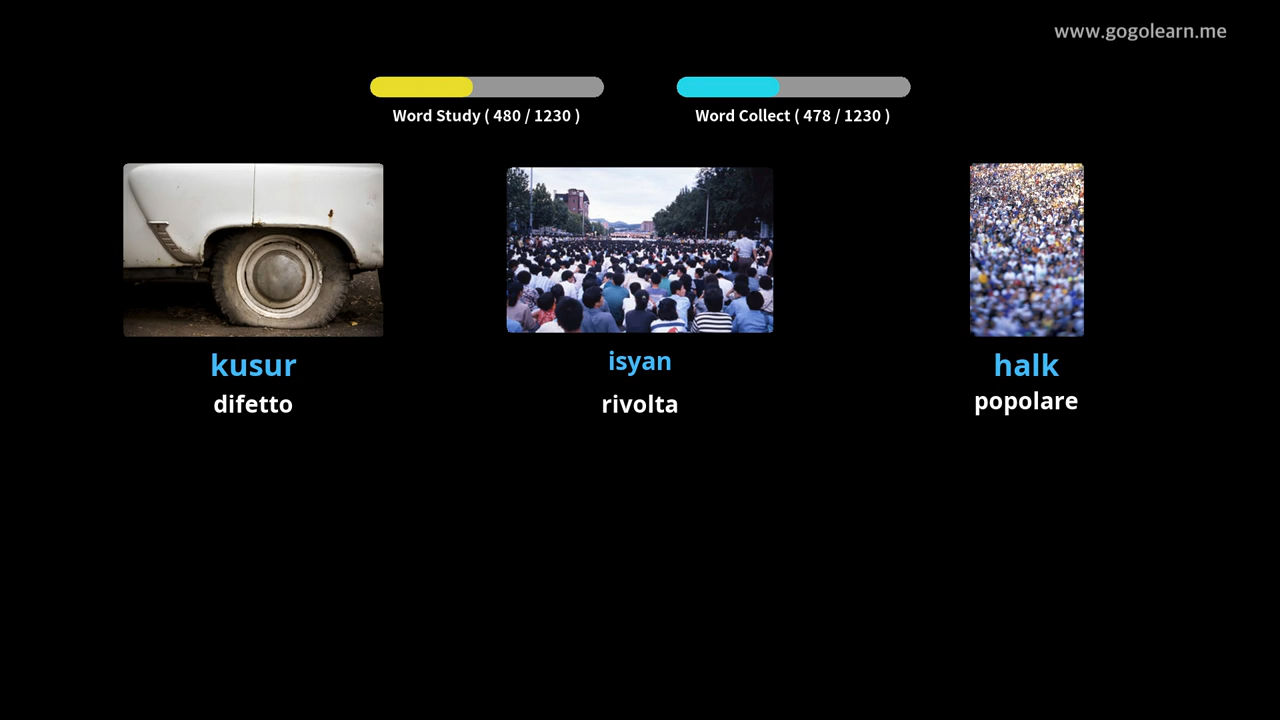 www.gogolearn.me
Word Study ( 480 / 1230 )
Word Collect ( 478 / 1230 )
kusur
difetto
isyan
rivolta
halk
popolare